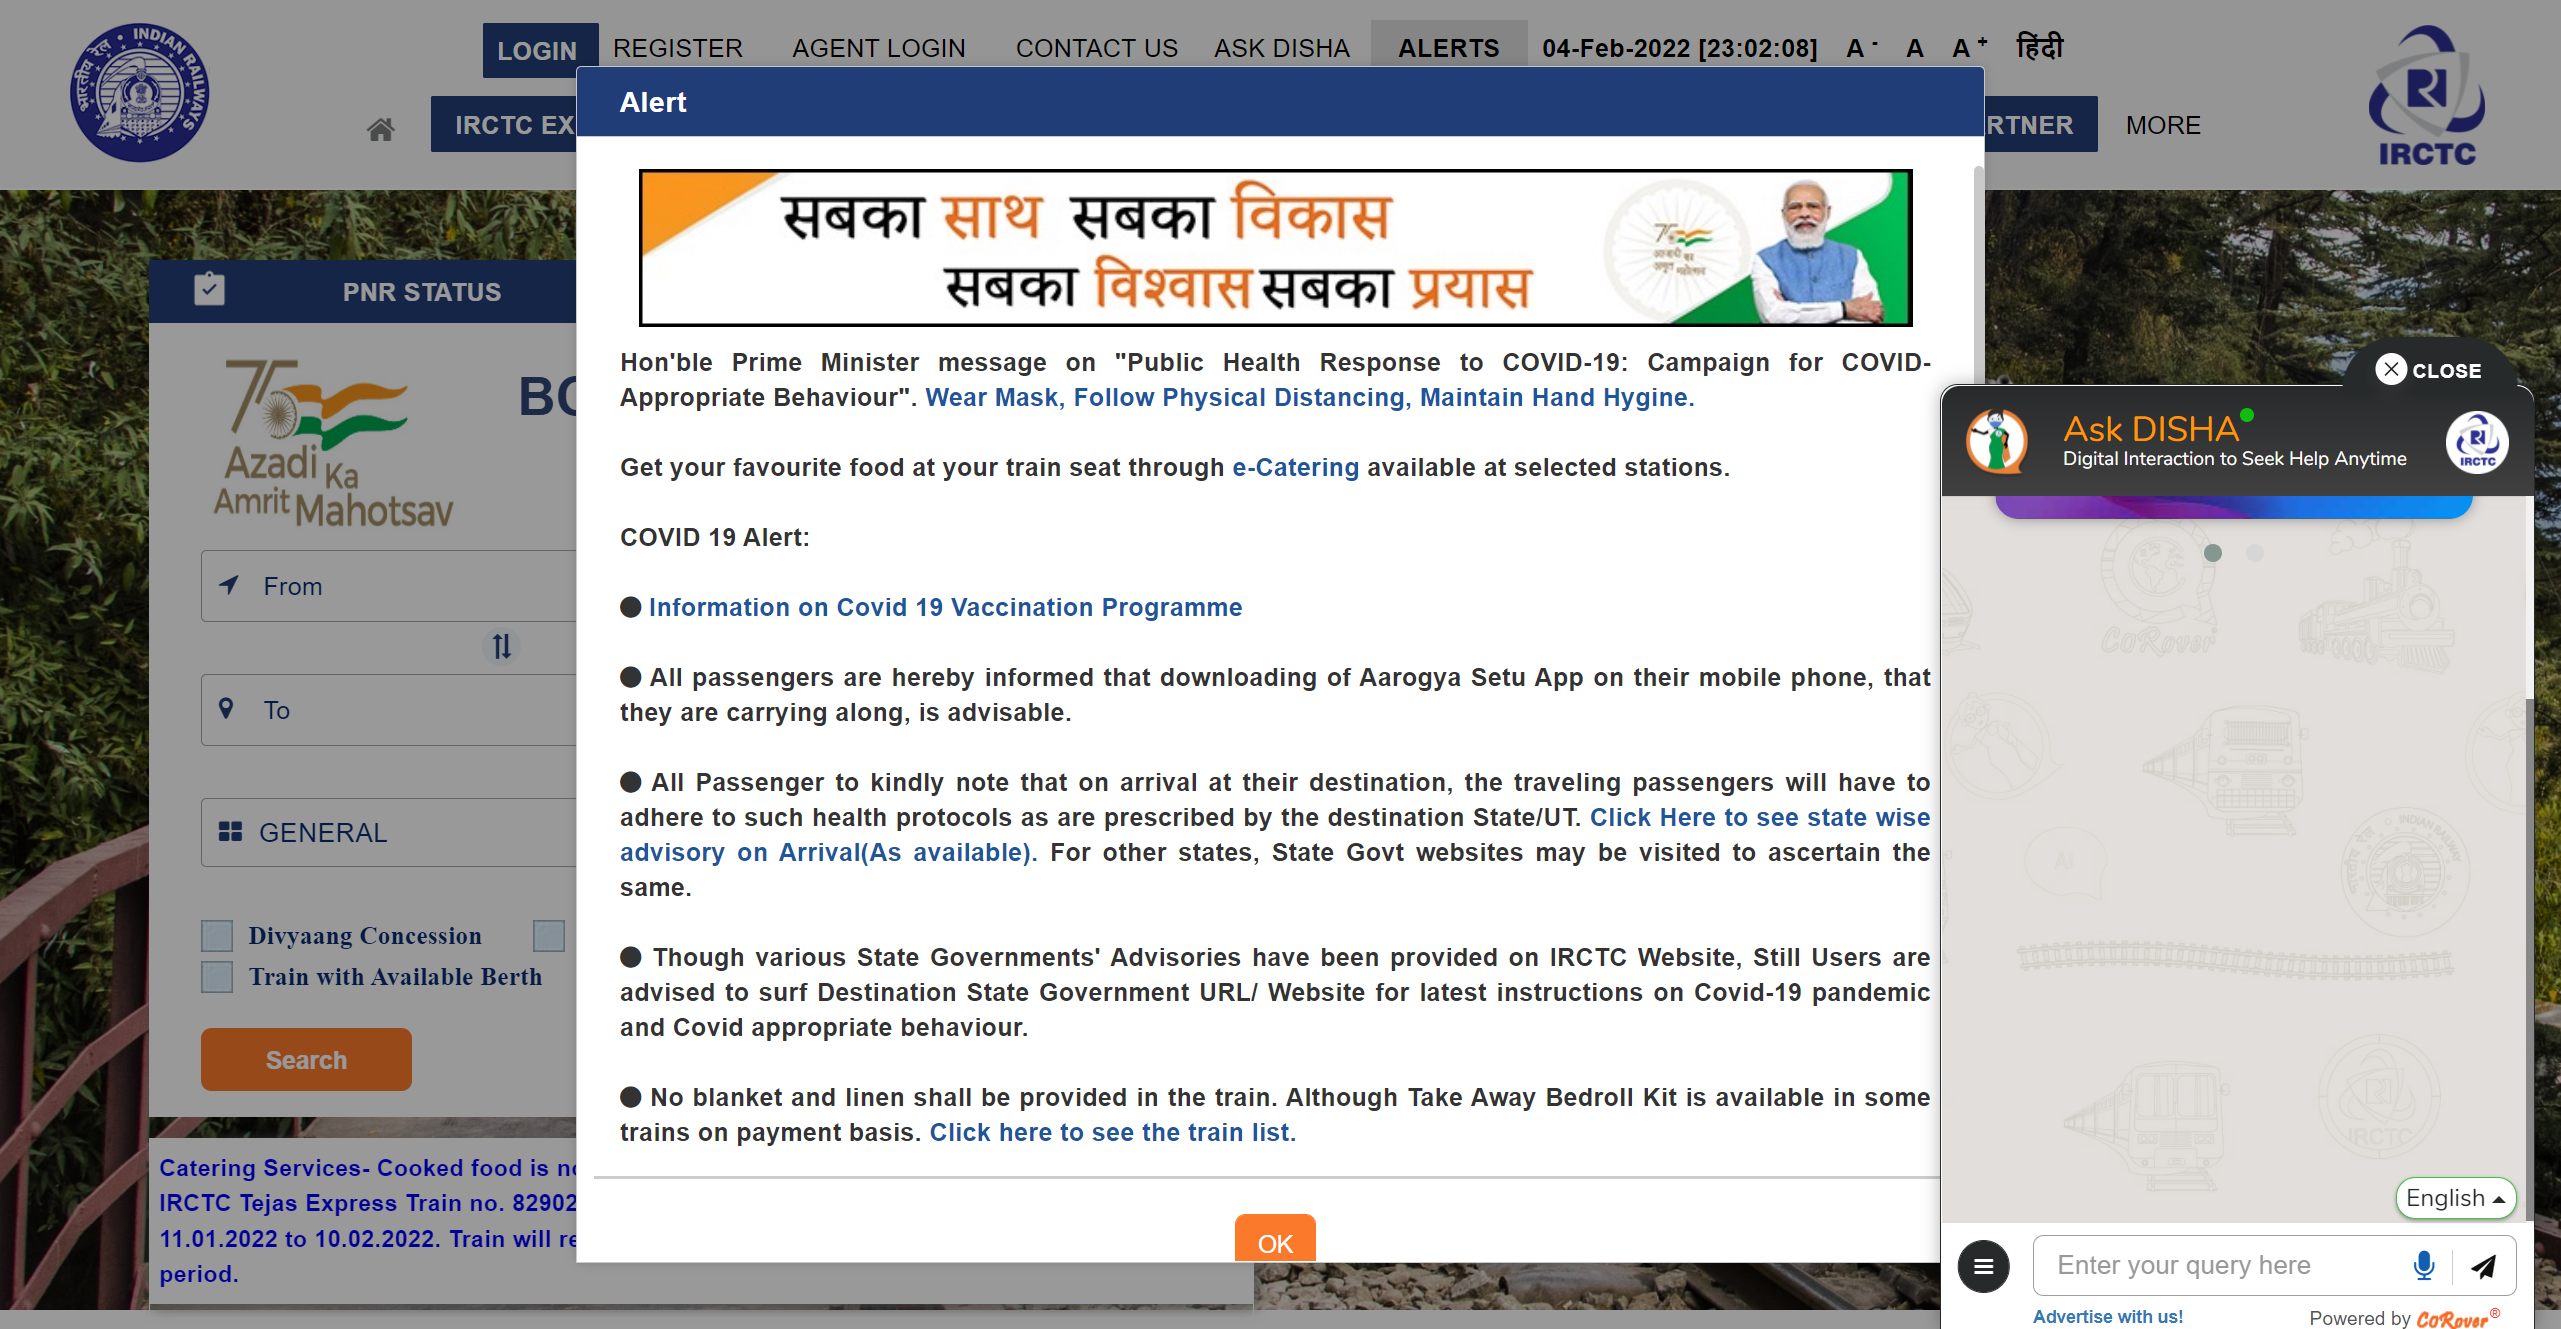 LOGIN REGISTER AGENT LOGIN CONTACT US ASK DISHA ALERTS 04-Feb-2022 [23:02:08] A - A A + हिंदी
IRCTC EX
RTNER MORE
IRCTC
INDIAN RAILWAYS
भारतीय रेल
Alert
सबका साथ सबका विकास
सबका विश्वास सबका प्रयास
Hon'ble Prime Minister message on "Public Health Response to COVID-19: Campaign for COVID-
Appropriate Behaviour". Wear Mask, Follow Physical Distancing, Maintain Hand Hygine.
Get your favourite food at your train seat through e-Catering available at selected stations.
COVID 19 Alert:
● Information on Covid 19 Vaccination Programme
● All passengers are hereby informed that downloading of Aarogya Setu App on their mobile phone, that
they are carrying along, is advisable.
● All Passenger to kindly note that on arrival at their destination, the traveling passengers will have to
adhere to such health protocols as are prescribed by the destination State/UT. Click Here to see state wise
advisory on Arrival(As available). For other states, State Govt websites may be visited to ascertain the
same.
● Though various State Governments' Advisories have been provided on IRCTC Website, Still Users are
advised to surf Destination State Government URL/ Website for latest instructions on Covid-19 pandemic
and Covid appropriate behaviour.
● No blanket and linen shall be provided in the train. Although Take Away Bedroll Kit is available in some
trains on payment basis. Click here to see the train list.
OK
PNR STATUS
75
Azadi Ka
Amrit Mahotsav
BO
From
To
GENERAL
Divyaang Concession
Train with Available Berth
Search
Catering Services- Cooked food is no
IRCTC Tejas Express Train no. 82902
11.01.2022 to 10.02.2022. Train will re
period.
CLOSE
Ask DISHA
Digital Interaction to Seek Help Anytime
IRCTC
CoRover
INDIAN RAILWAY
AI
IRCTC
English
Enter your query here
Advertise with us!
Powered by CoRover®